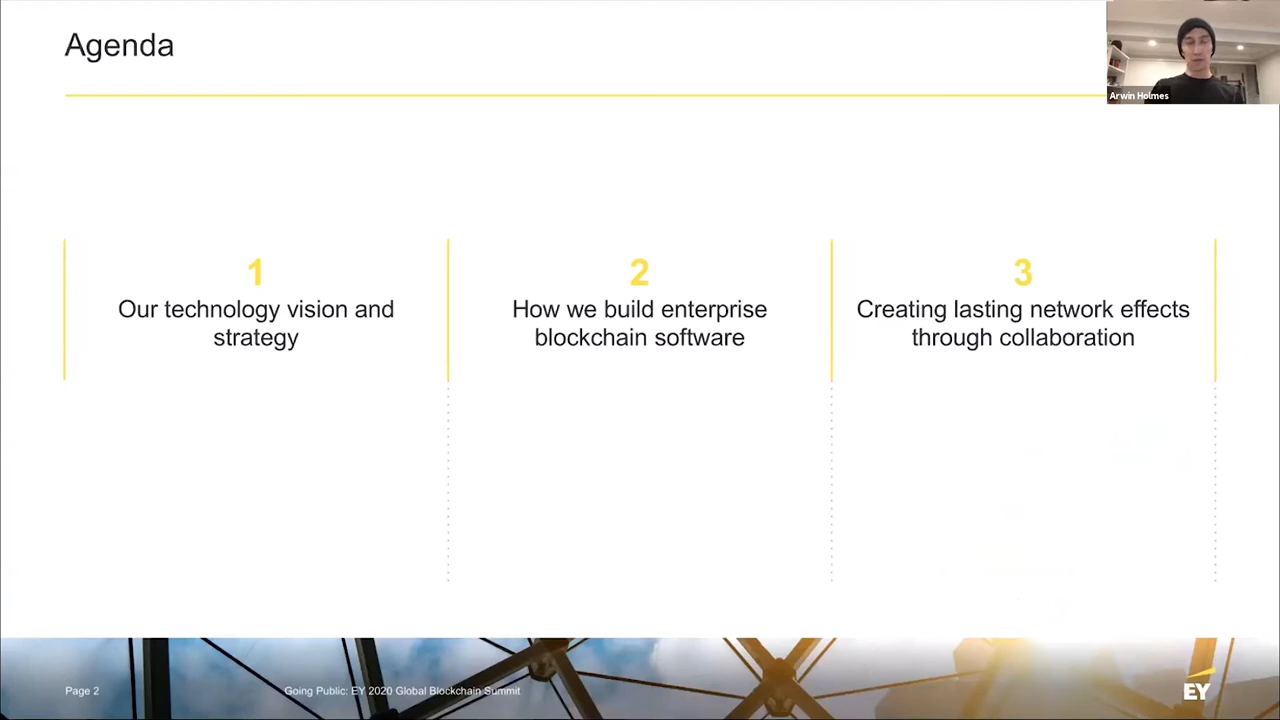 Agenda
Arwin Holmes
1
Our technology vision and
strategy
2
How we build enterprise
blockchain software
3
Creating lasting network effects
through collaboration
Page 2
Going Public: EY 2020 Global Blockchain Summit
EY